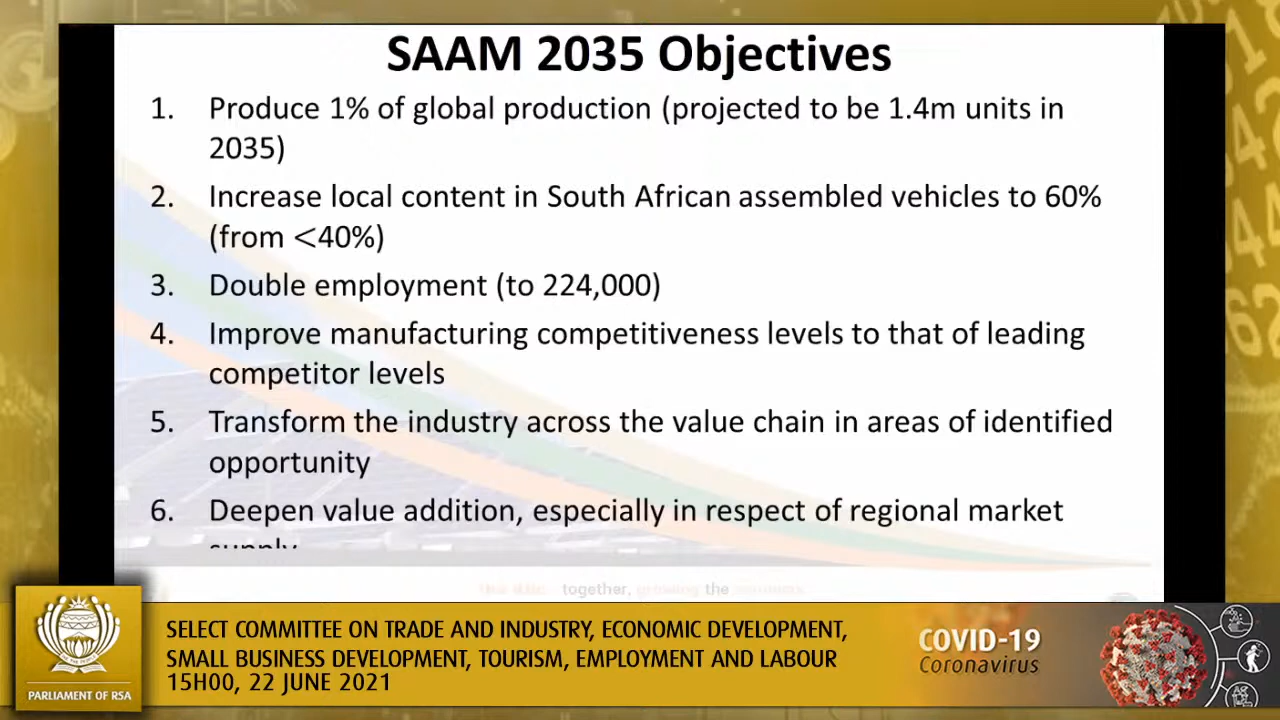 SAAM 2035 Objectives
1. Produce 1% of global production (projected to be 1.4m units in
2035)
2. Increase local content in South African assembled vehicles to 60%
(from <40%)
3. Double employment (to 224,000)
4. Improve manufacturing competitiveness levels to that of leading
competitor levels
5. Transform the industry across the value chain in areas of identified
opportunity
6. Deepen value addition, especially in respect of regional market
supply
together, growing the
SELECT COMMITTEE ON TRADE AND INDUSTRY, ECONOMIC DEVELOPMENT,
SMALL BUSINESS DEVELOPMENT, TOURISM, EMPLOYMENT AND LABOUR
15H00, 22 JUNE 2021
PARLIAMENT OF RSA
COVID-19
Coronavirus